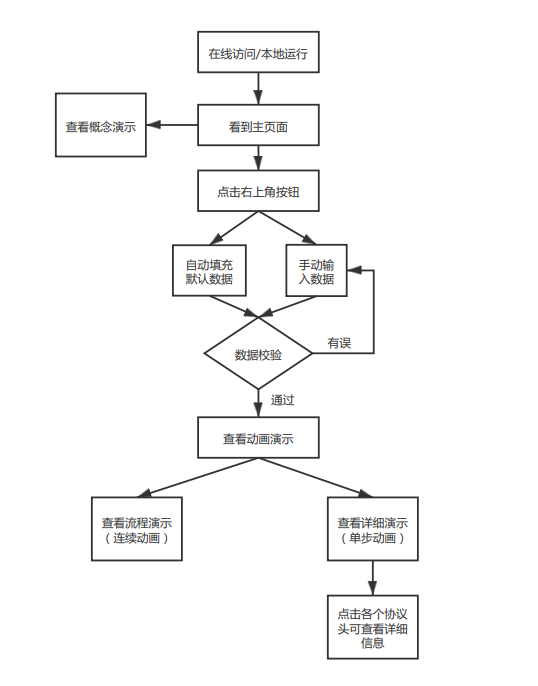 在线访问/本地运行
查看概念演示
看到主页面
点击右上角按钮
自动填充
默认数据
手动输
入数据
数据校验
有误
通过
查看动画演示
查看流程演示
（连续动画）
查看详细演示
（单步动画）
点击各个协议
头可查看详细
信息